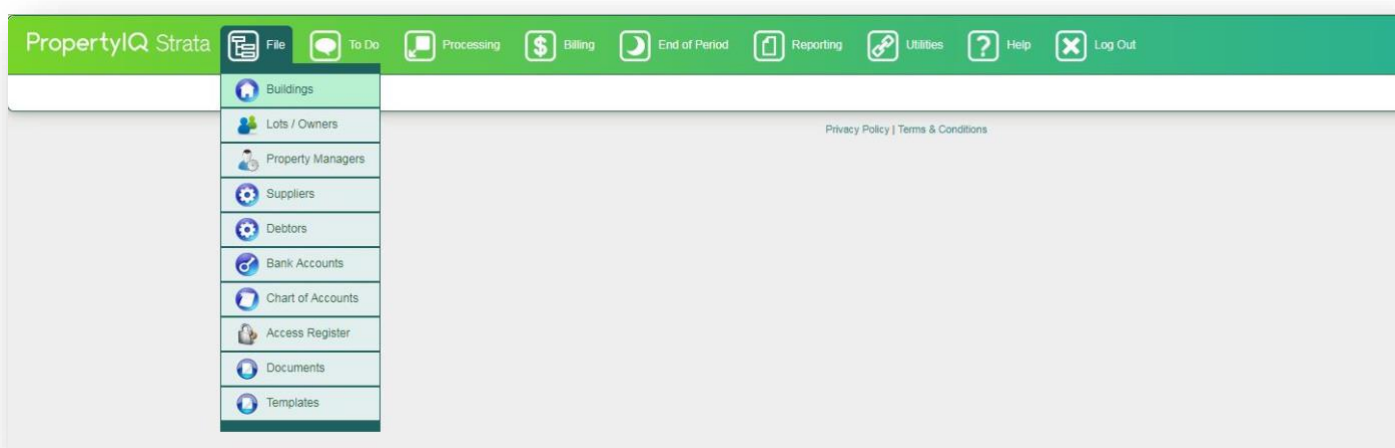 PropertyIQ Strata File To Do Processing Billing End of Period Reporting Utilities Help Log Out
Buildings
Lots / Owners
Privacy Policy | Terms & Conditions
Property Managers
Suppliers
Debtors
Bank Accounts
Chart of Accounts
Access Register
Documents
Templates